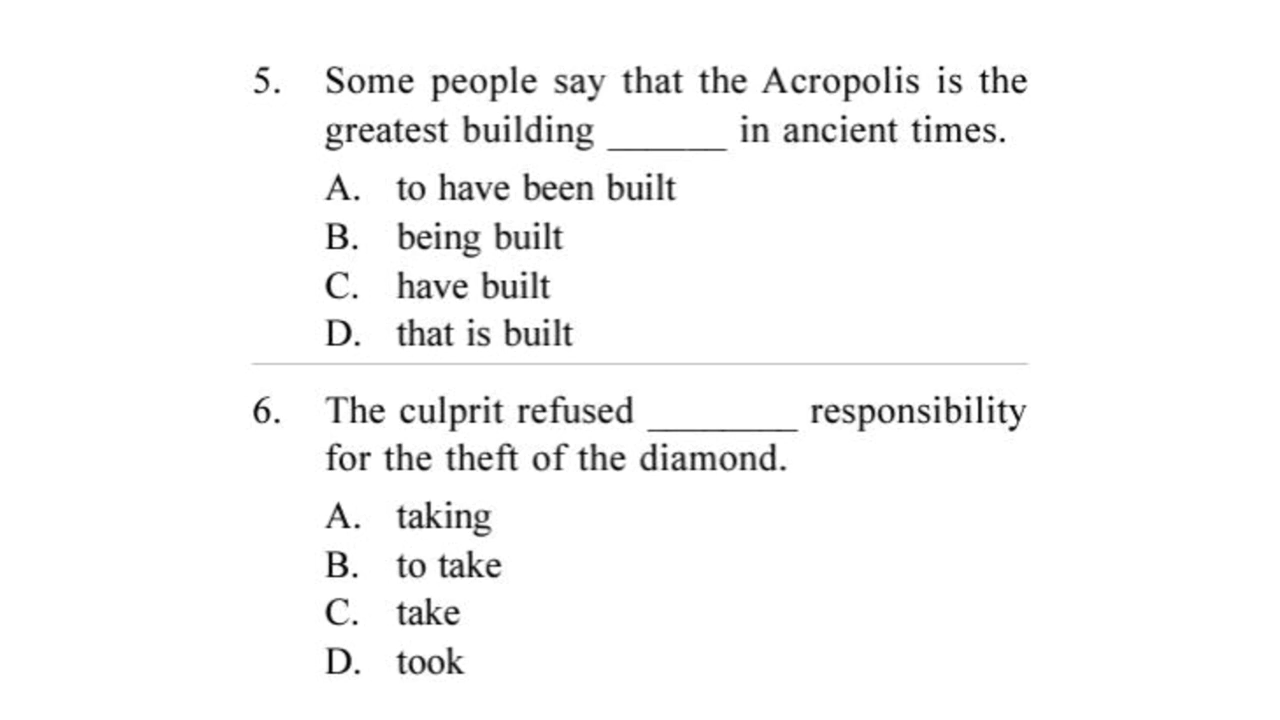 5. Some people say that the Acropolis is the
greatest building ______ in ancient times.
A. to have been built
B. being built
C. have built
D. that is built
6. The culprit refused ________ responsibility
for the theft of the diamond.
A. taking
B. to take
C. take
D. took